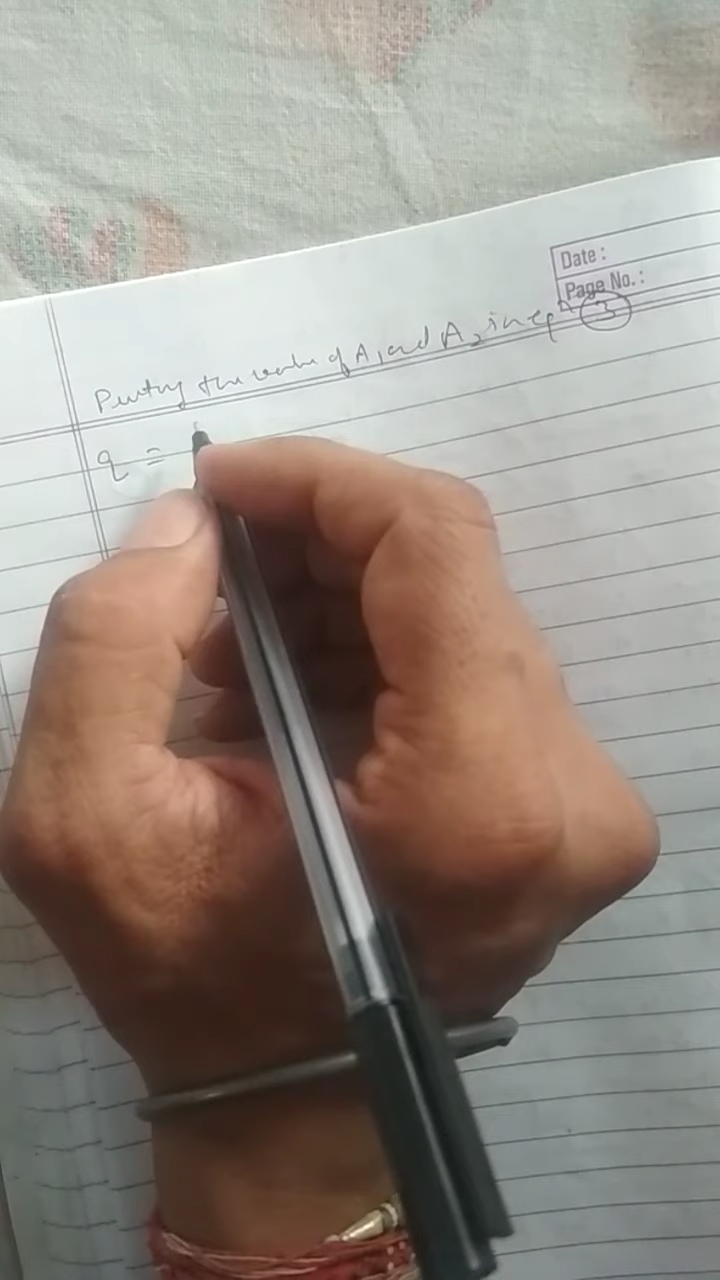 Date :
Page No. :
Putting the value of A₁ and A₂ in eqⁿ ③
q =